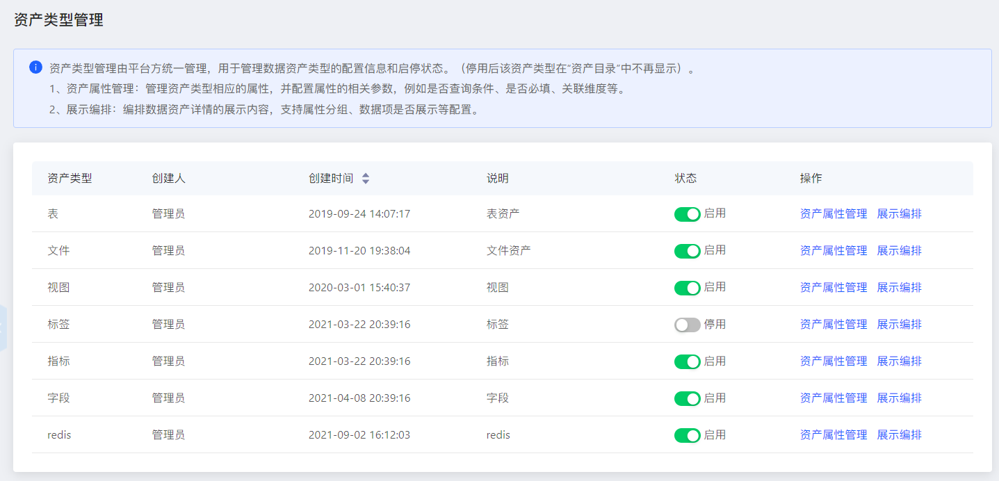 资产类型管理
资产类型管理由平台方统一管理，用于管理数据资产类型的配置信息和启停状态。（停用后该资产类型在“资产目录”中不再显示）。
1、资产属性管理：管理资产类型相应的属性，并配置属性的相关参数，例如是否查询条件、是否必填、关联维度等。
2、展示编排：编排数据资产详情的展示内容，支持属性分组、数据项是否展示等配置。
资产类型 创建人 创建时间 说明 状态 操作
表 管理员 2019-09-24 14:07:17 表资产 启用 资产属性管理 展示编排
文件 管理员 2019-11-20 19:38:04 文件资产 启用 资产属性管理 展示编排
视图 管理员 2020-03-01 15:40:37 视图 启用 资产属性管理 展示编排
标签 管理员 2021-03-22 20:39:16 标签 停用 资产属性管理 展示编排
指标 管理员 2021-03-22 20:39:16 指标 启用 资产属性管理 展示编排
字段 管理员 2021-04-08 20:39:16 字段 启用 资产属性管理 展示编排
redis 管理员 2021-09-02 16:12:03 redis 启用 资产属性管理 展示编排